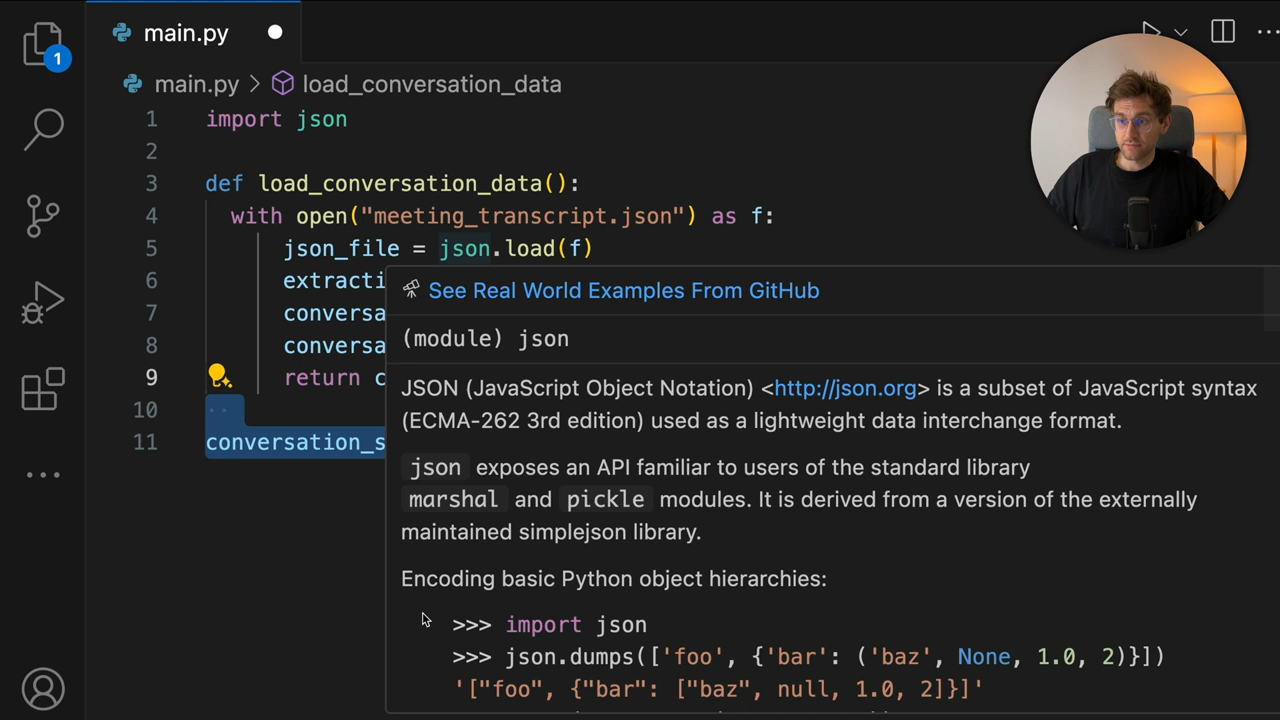 1
main.py
main.py > load_conversation_data
1 import json
2
3 def load_conversation_data():
4 with open("meeting_transcript.json") as f:
5 json_file = json.load(f)
6 extracti
7 conversa
8 conversa
9 return c
10
11 conversation_s
See Real World Examples From GitHub
(module) json
JSON (JavaScript Object Notation) <http://json.org> is a subset of JavaScript syntax
(ECMA-262 3rd edition) used as a lightweight data interchange format.
json exposes an API familiar to users of the standard library
marshal and pickle modules. It is derived from a version of the externally
maintained simplejson library.
Encoding basic Python object hierarchies:
>>> import json
>>> json.dumps(['foo', {'bar': ('baz', None, 1.0, 2)}])
'["foo", {"bar": ["baz", null, 1.0, 2]}]'